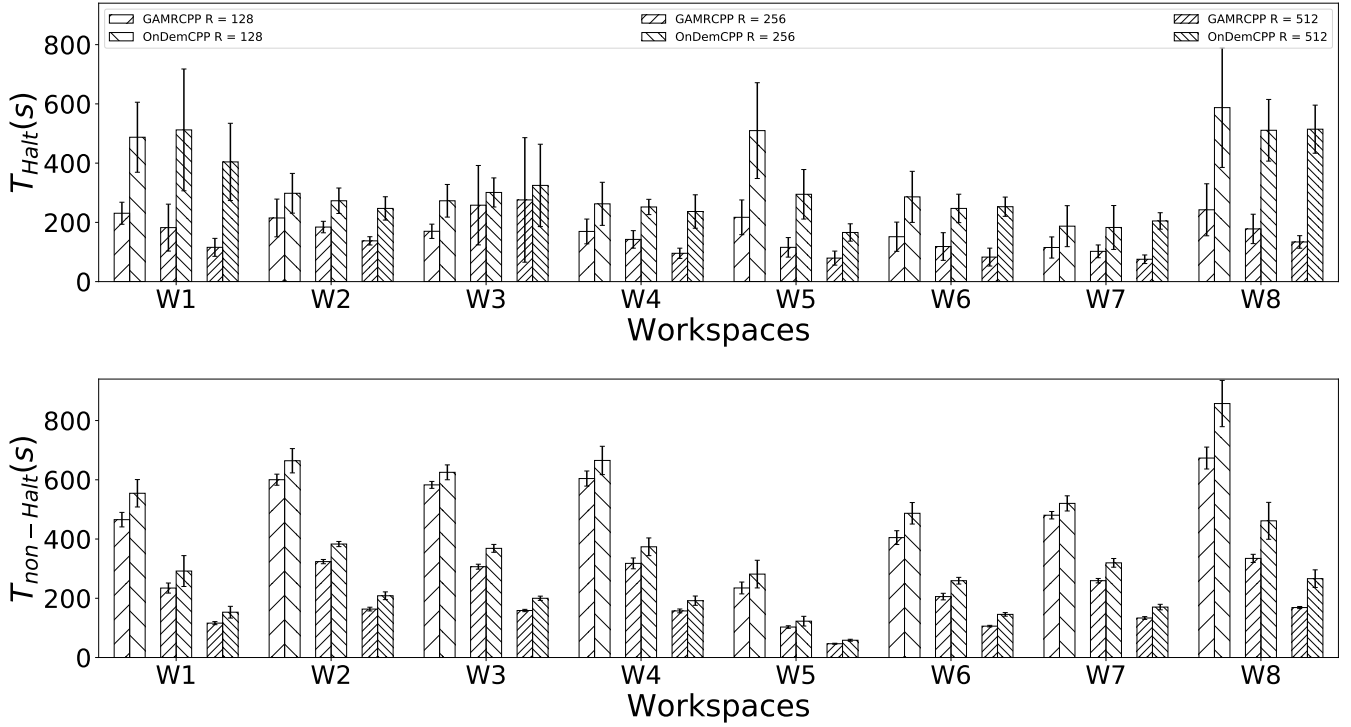 GAMRCPP R = 128 GAMRCPP R = 256 GAMRCPP R = 512
OnDemCPP R = 128 OnDemCPP R = 256 OnDemCPP R = 512
T_Halt(s)
800
600
400
200
0
W1 W2 W3 W4 W5 W6 W7 W8
Workspaces
T_non−Halt(s)
800
600
400
200
0
W1 W2 W3 W4 W5 W6 W7 W8
Workspaces